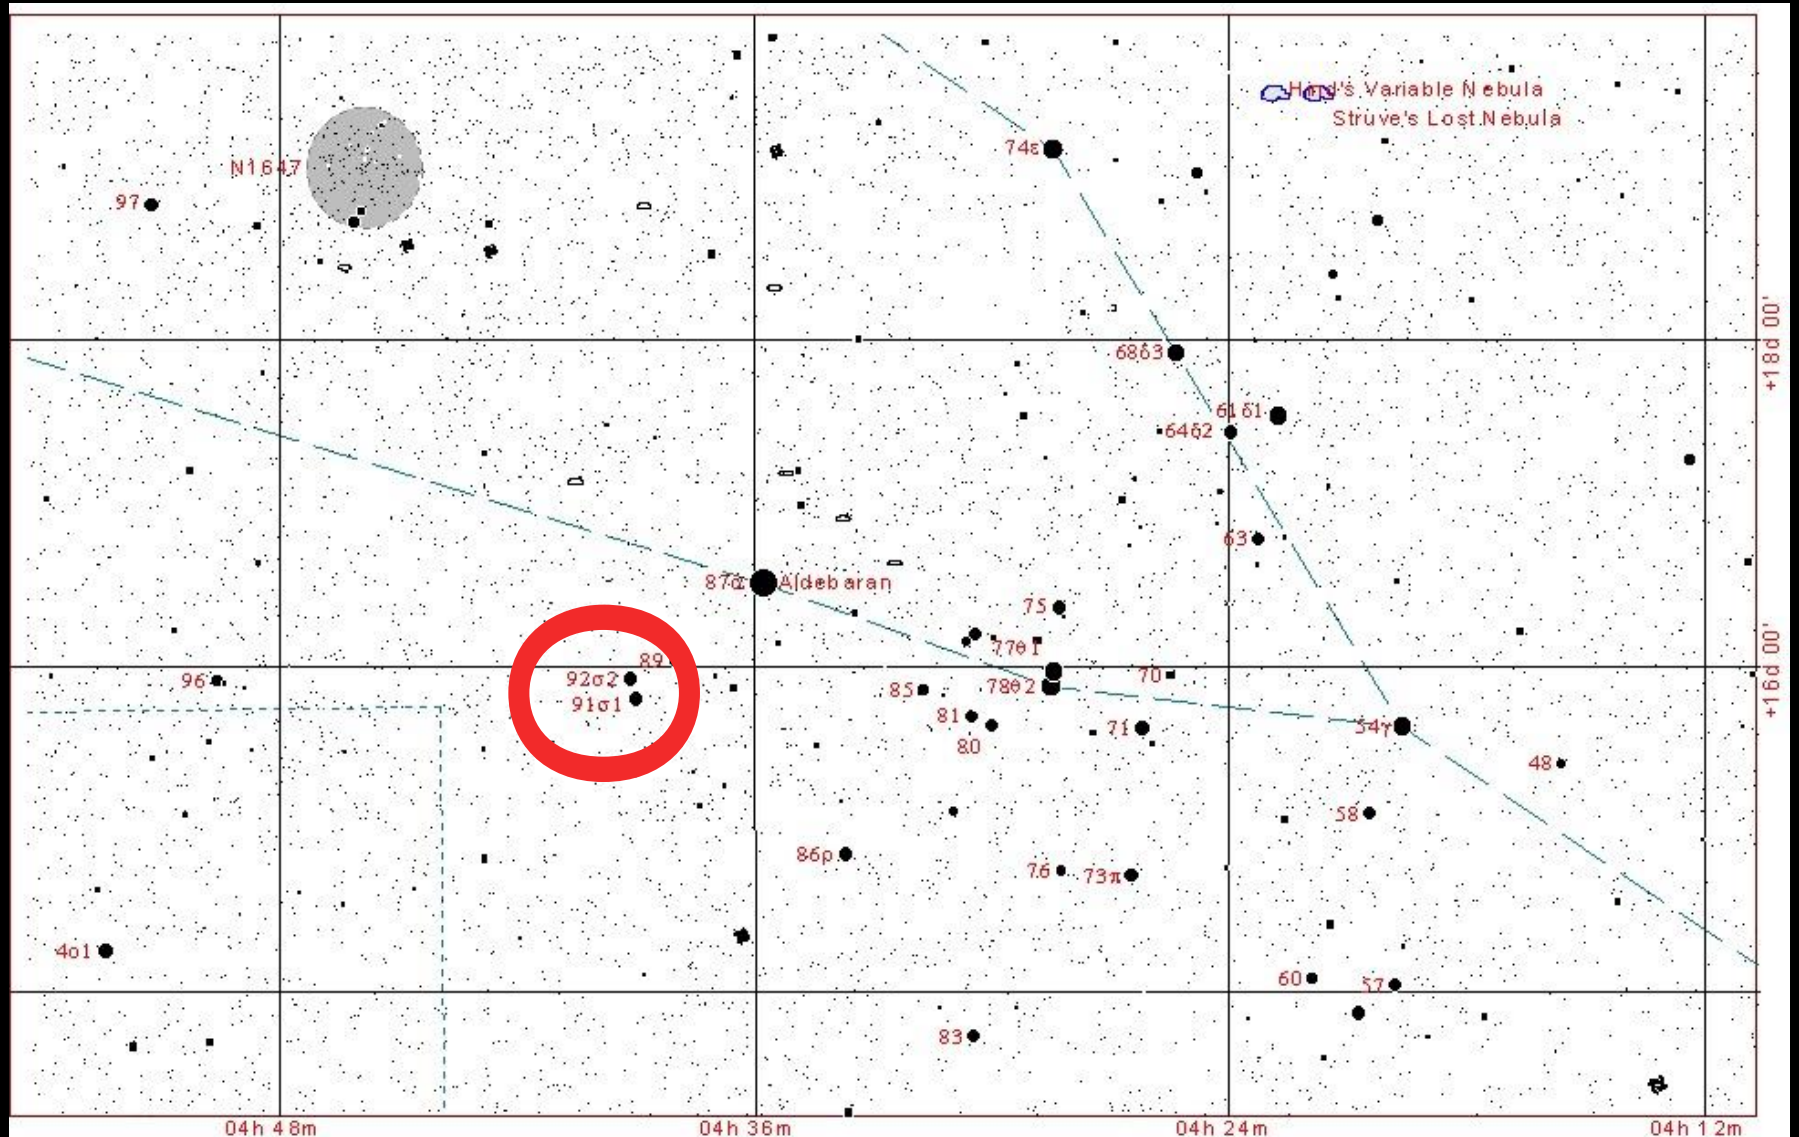 Hind's Variable Nebula
Struve's Lost Nebula
74ε
N1647
97
+18d 00'
68δ3
61δ1
64δ2
63
87α Aldebaran
75
77θ1
89
92σ2
96
78θ2
70
85
91σ1
+16d 00'
81
71
54γ
80
48
58
86ρ
76
73π
4o1
60
57
83
04h 48m
04h 36m
04h 24m
04h 12m